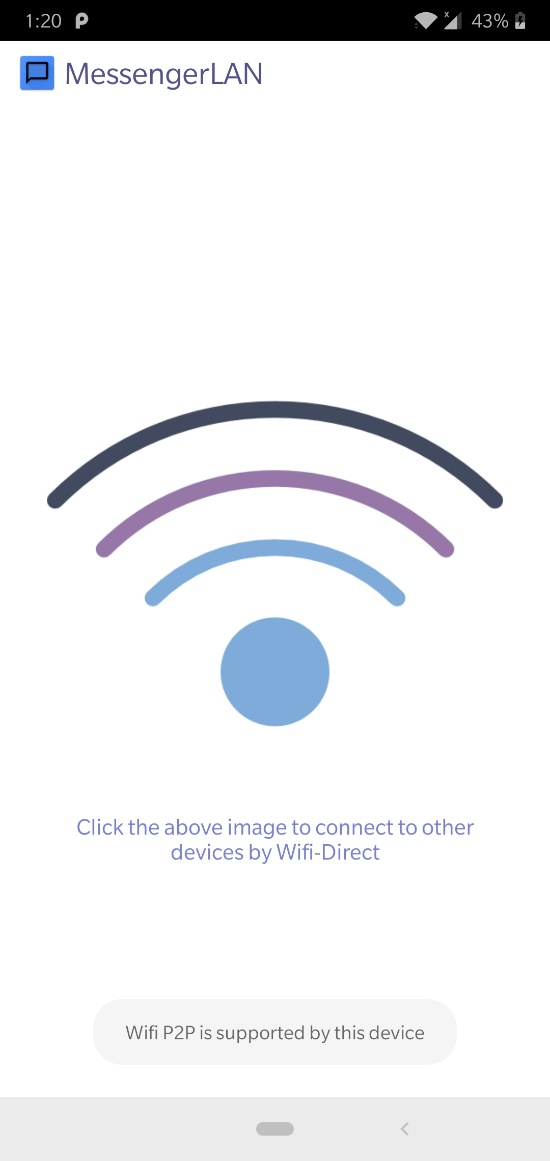 1:20
43%
MessengerLAN
Click the above image to connect to other
devices by Wifi-Direct
Wifi P2P is supported by this device